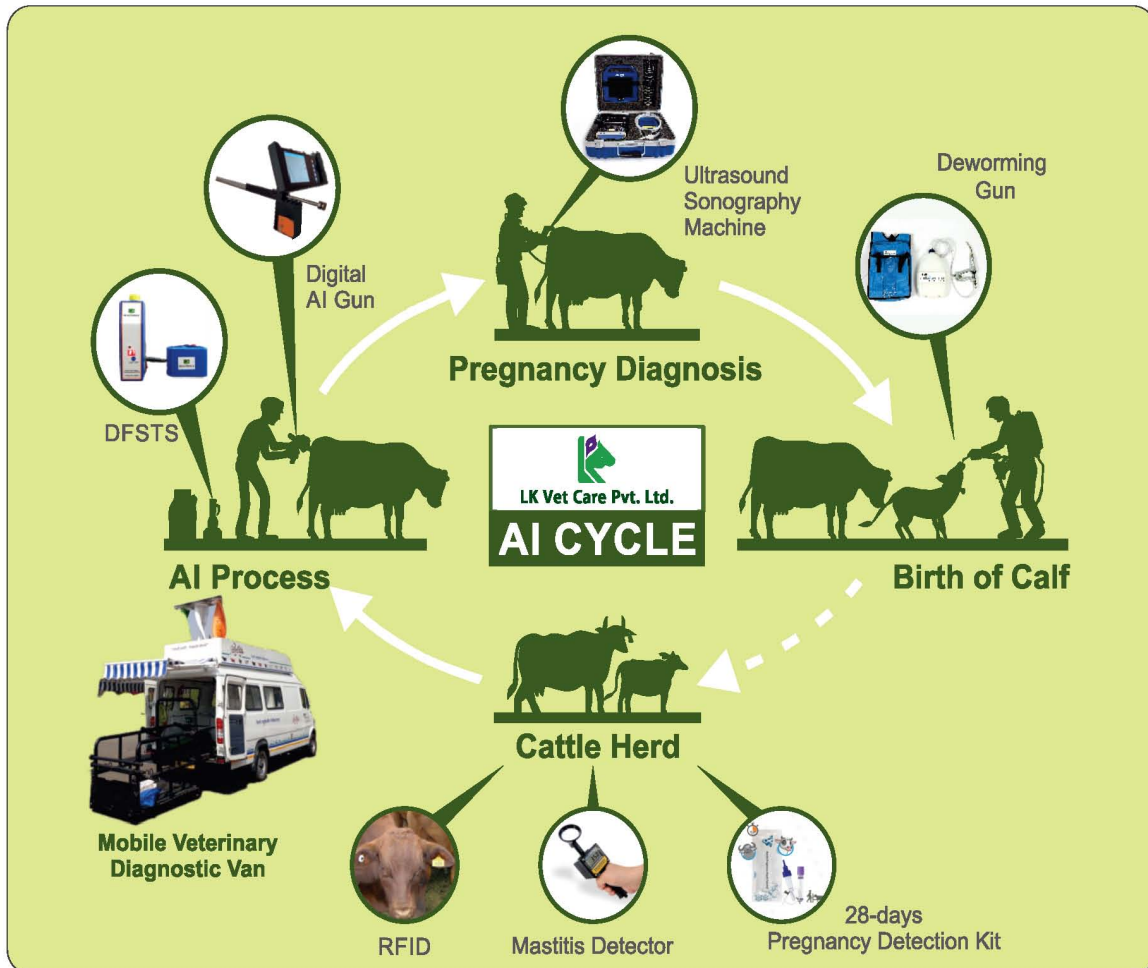 Ultrasound
Sonography
Machine
Deworming
Gun
Digital
AI Gun
DFSTS
Pregnancy Diagnosis
LK Vet Care Pvt. Ltd.
AI CYCLE
AI Process
Birth of Calf
Cattle Herd
Mobile Veterinary
Diagnostic Van
RFID
Mastitis Detector
28-days
Pregnancy Detection Kit